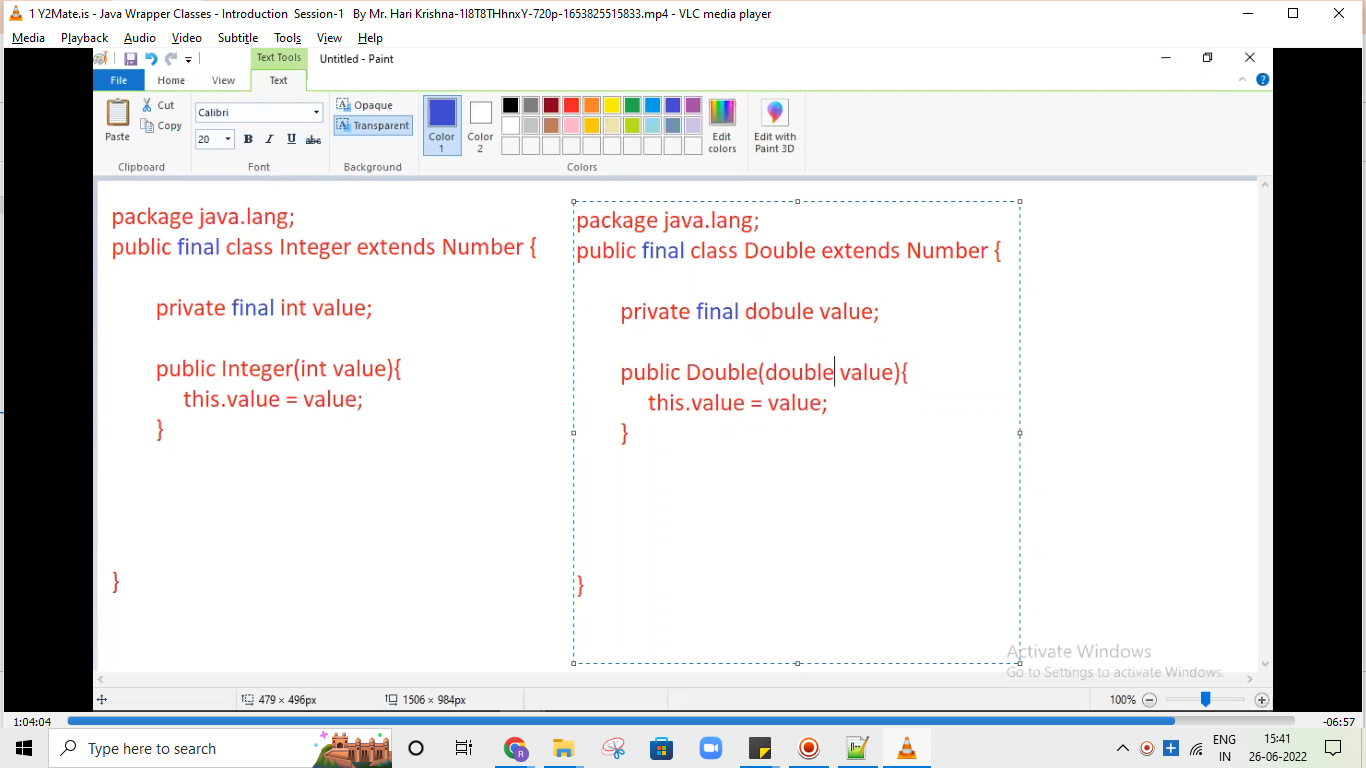 1 Y2Mate.is - Java Wrapper Classes - Introduction  Session-1   By Mr. Hari Krishna-1I8T8THhnxY-720p-1653825515833.mp4 - VLC media player
Media Playback Audio Video Subtitle Tools View Help
Text Tools Untitled - Paint
File Home View Text
Paste Cut Copy Clipboard
Calibri
20 B I U abc
Font
Opaque
Transparent
Background
Color 1
Color 2
Edit colors
Colors
Edit with Paint 3D
package java.lang;
public final class Integer extends Number {
private final int value;
public Integer(int value){
this.value = value;
}
}
package java.lang;
public final class Double extends Number {
private final dobule value;
public Double(double value){
this.value = value;
}
}
Activate Windows
Go to Settings to activate Windows.
479 × 496px 1506 × 984px 100%
1:04:04 -06:57
Type here to search
ENG
IN
15:41
26-06-2022